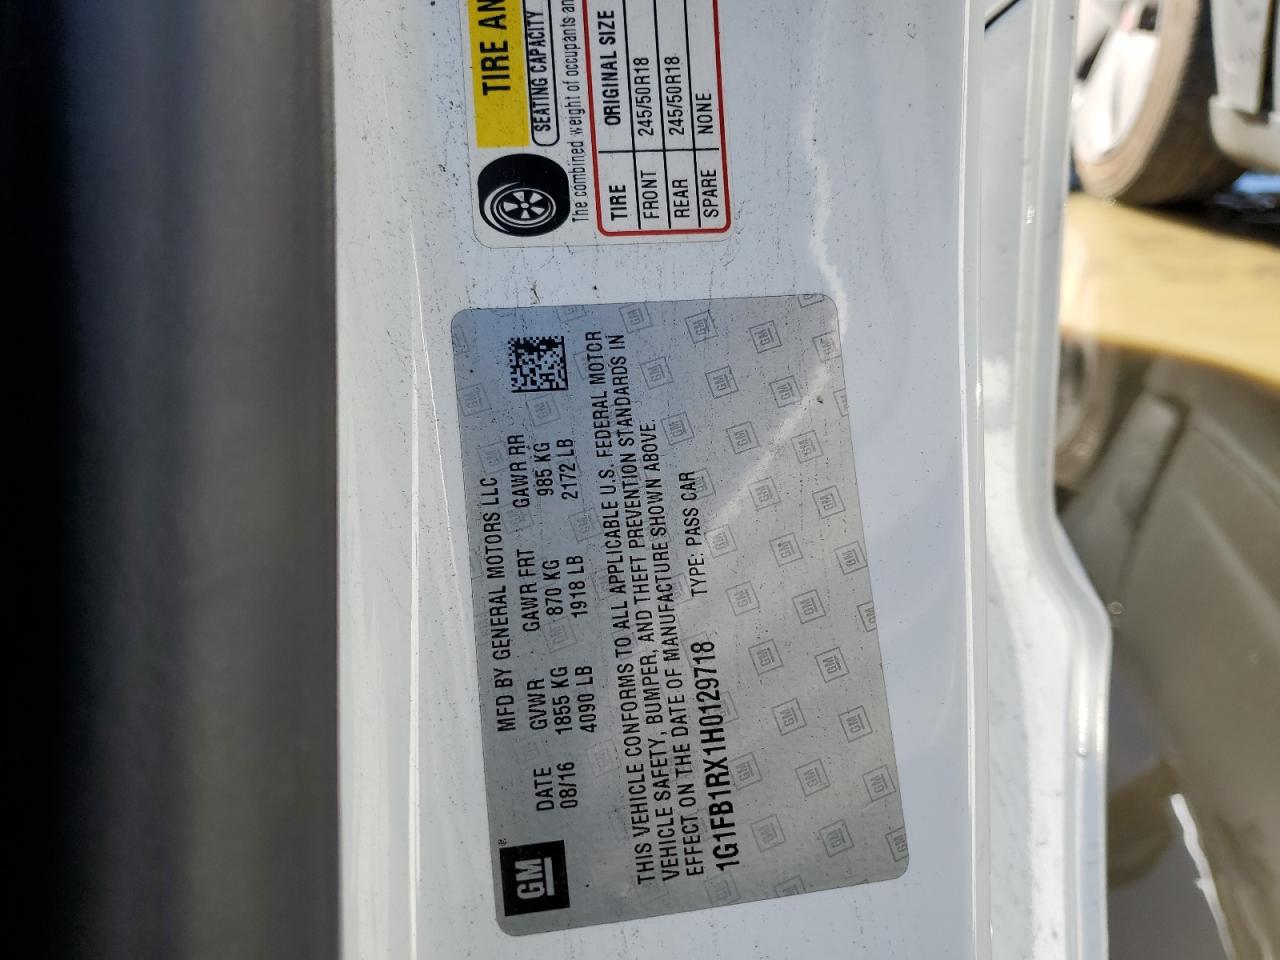 TIRE AN
SEATING CAPACITY
The combined weight of occupants an
TIRE ORIGINAL SIZE
FRONT 245/50R18
REAR 245/50R18
SPARE NONE
GM
MFD BY GENERAL MOTORS LLC
DATE GVWR GAWR FRT GAWR RR
08/16 1855 KG 870 KG 985 KG
4090 LB 1918 LB 2172 LB
THIS VEHICLE CONFORMS TO ALL APPLICABLE U.S. FEDERAL MOTOR
VEHICLE SAFETY, BUMPER, AND THEFT PREVENTION STANDARDS IN
EFFECT ON THE DATE OF MANUFACTURE SHOWN ABOVE.
1G1FB1RX1H0129718 TYPE: PASS CAR